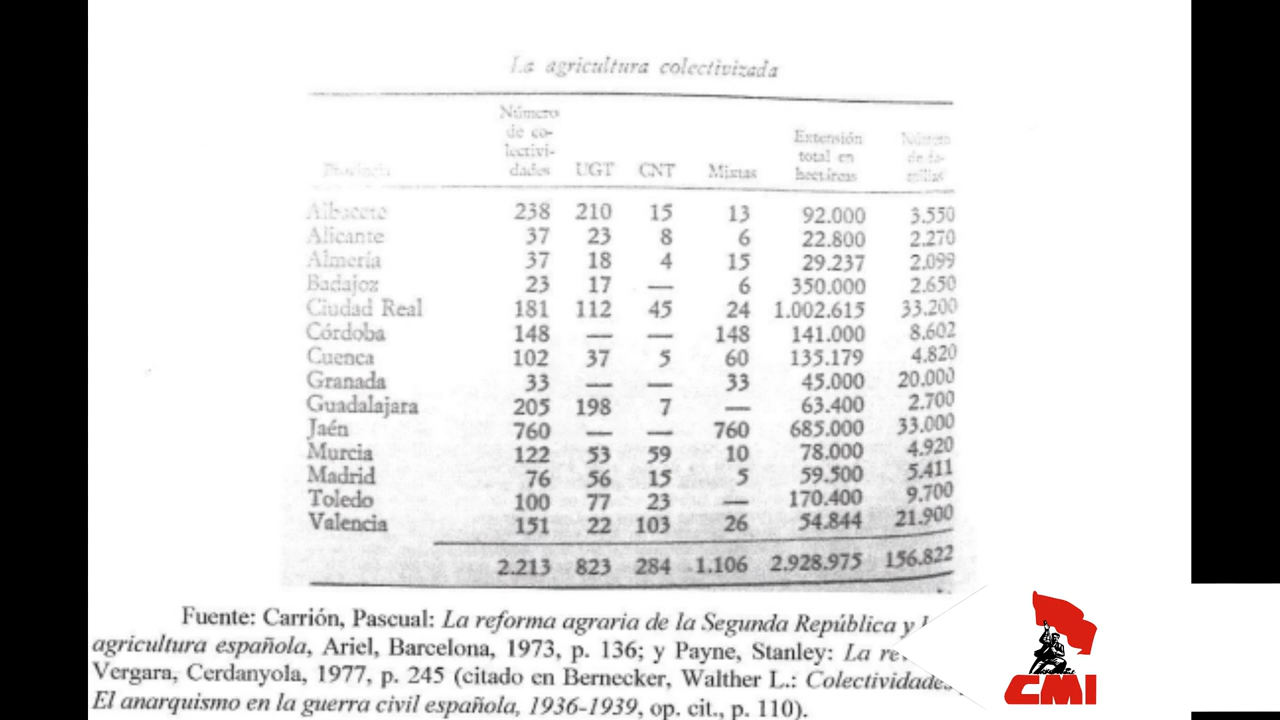 La agricultura colectivizada
Provincia Número de co- lectivi- dades UGT CNT Mixtas Extensión total en hectáreas Número de fa- milias
Albacete 238 210 15 13 92.000 3.550
Alicante 37 23 8 6 22.800 2.270
Almería 37 18 4 15 29.237 2.099
Badajoz 23 17 — 6 350.000 2.650
Ciudad Real 181 112 45 24 1.002.615 33.200
Córdoba 148 — — 148 141.000 8.602
Cuenca 102 37 5 60 135.179 4.820
Granada 33 — — 33 45.000 20.000
Guadalajara 205 198 7 — 63.400 2.700
Jaén 760 — — 760 685.000 33.000
Murcia 122 53 59 10 78.000 4.920
Madrid 76 56 15 5 59.500 5.411
Toledo 100 77 23 — 170.400 9.700
Valencia 151 22 103 26 54.844 21.900
2.213 823 284 1.106 2.928.975 156.822
Fuente: Carrión, Pascual: La reforma agraria de la Segunda República y
agricultura española, Ariel, Barcelona, 1973, p. 136; y Payne, Stanley: La
Vergara, Cerdanyola, 1977, p. 245 (citado en Bernecker, Walther L.: Colectividades
El anarquismo en la guerra civil española, 1936-1939, op. cit., p. 110).
CMI